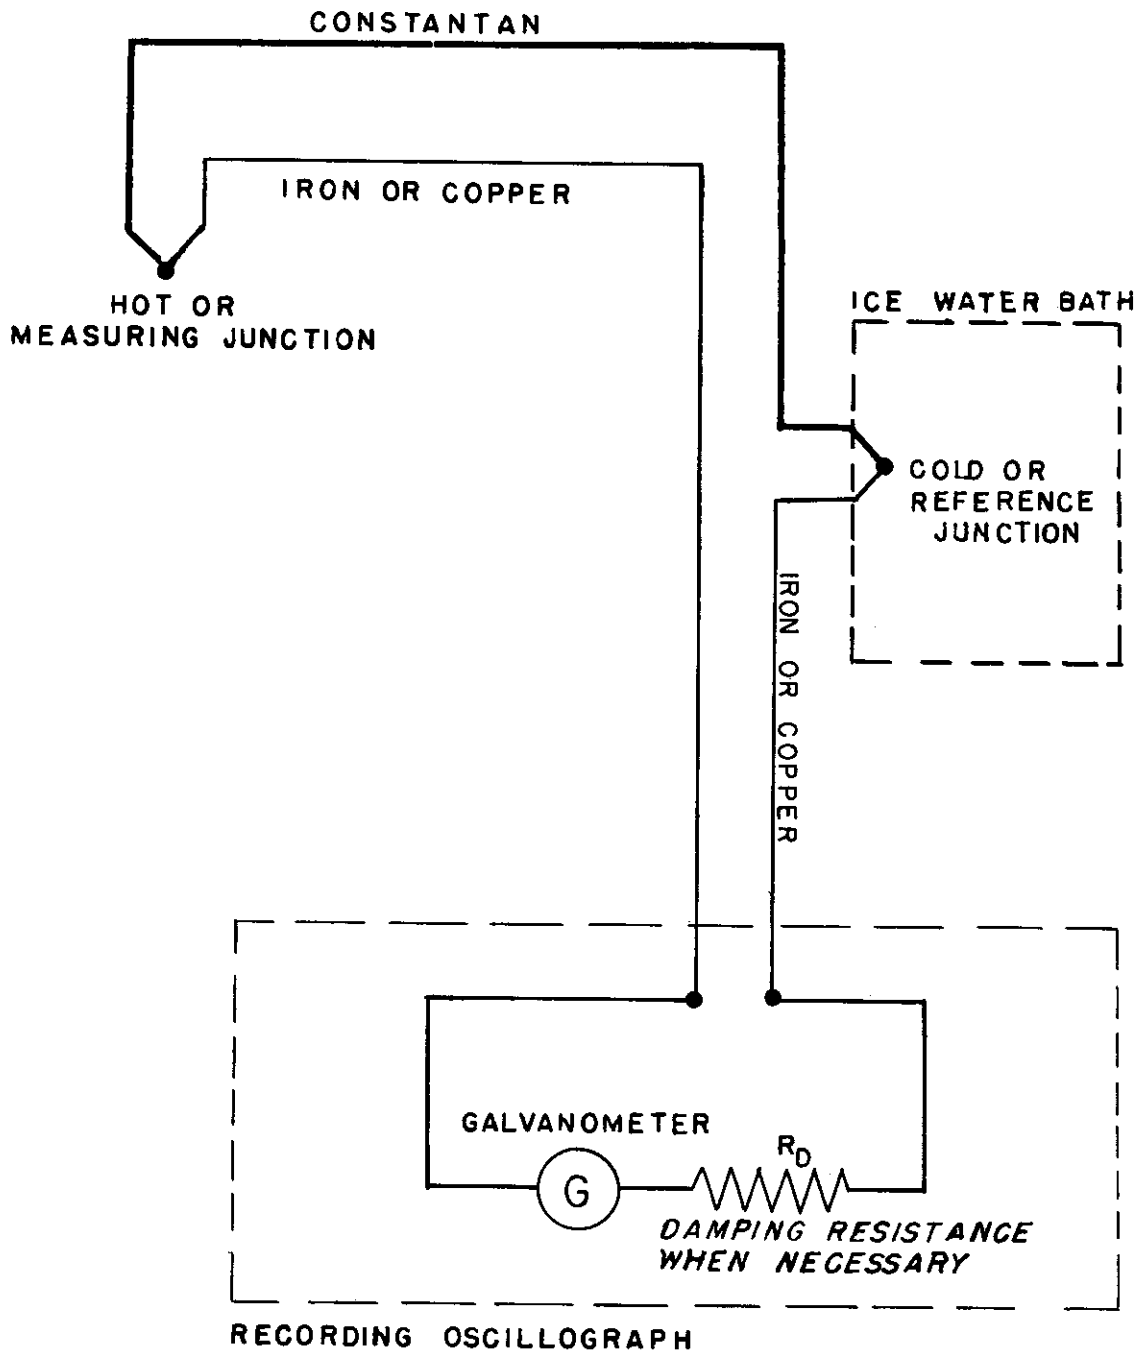 CONSTANTAN
IRON OR COPPER
HOT OR
MEASURING JUNCTION
ICE WATER BATH
COLD OR
REFERENCE
JUNCTION
IRON OR COPPER
GALVANOMETER
G
RD
DAMPING RESISTANCE
WHEN NECESSARY
RECORDING OSCILLOGRAPH